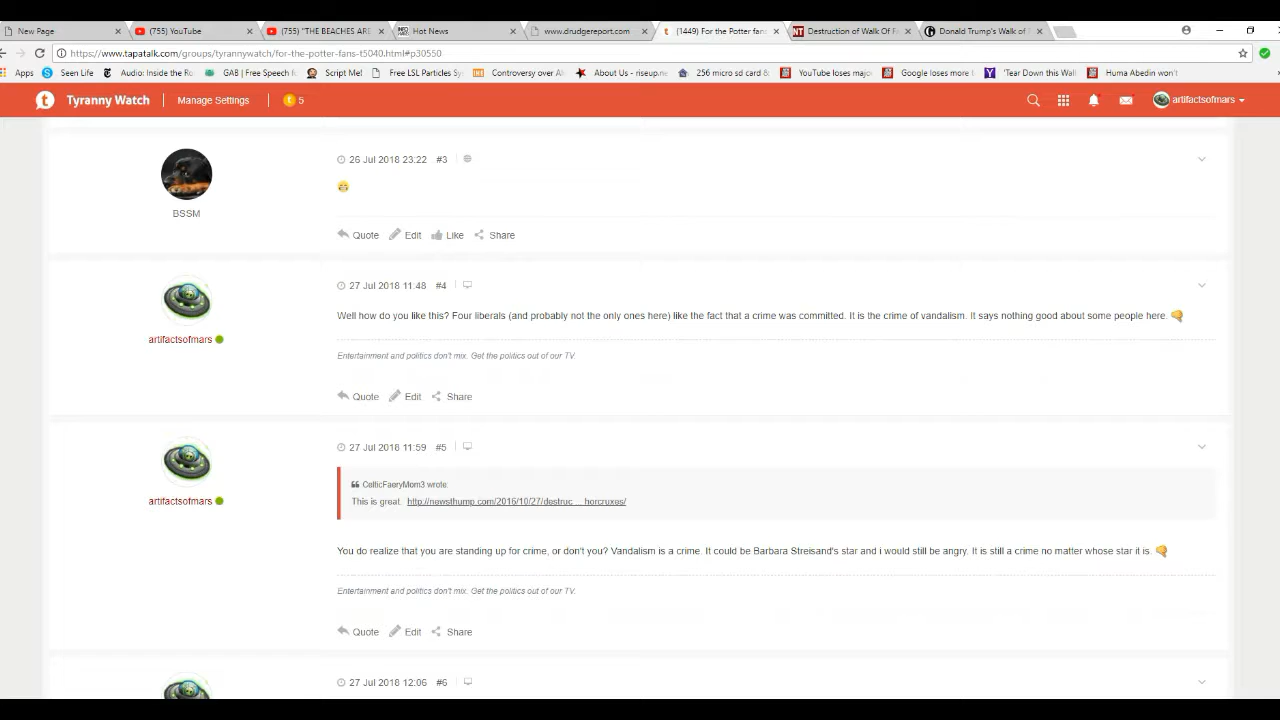 New Page
(755) YouTube
(755) "THE BEACHES ARE
Hot News
www.drudgereport.com
(1449) For the Potter fans
Destruction of Walk Of F
Donald Trump's Walk of
https://www.tapatalk.com/groups/tyrannywatch/for-the-potter-fans-t5040.html#p30550
Apps
Seen Life
Audio: Inside the Ro
GAB | Free Speech f
Script Me!
Free LSL Particles Sy
Controversy over Al
About Us - riseup.ne
256 micro sd card &
YouTube loses major
Google loses more t
'Tear Down this Wall
Huma Abedin won't
t Tyranny Watch
Manage Settings
t 5
artifactsofmars
26 Jul 2018 23:22 #3
BSSM
Quote Edit Like Share
27 Jul 2018 11:48 #4
artifactsofmars
Well how do you like this? Four liberals (and probably not the only ones here) like the fact that a crime was committed. It is the crime of vandalism. It says nothing good about some people here.
Entertainment and politics don't mix. Get the politics out of our TV.
Quote Edit Share
27 Jul 2018 11:59 #5
artifactsofmars
CelticFaeryMom3 wrote:
This is great. http://newsthump.com/2016/10/27/destruc ... horcruxes/
You do realize that you are standing up for crime, or don't you? Vandalism is a crime. It could be Barbara Streisand's star and i would still be angry. It is still a crime no matter whose star it is.
Entertainment and politics don't mix. Get the politics out of our TV.
Quote Edit Share
27 Jul 2018 12:06 #6